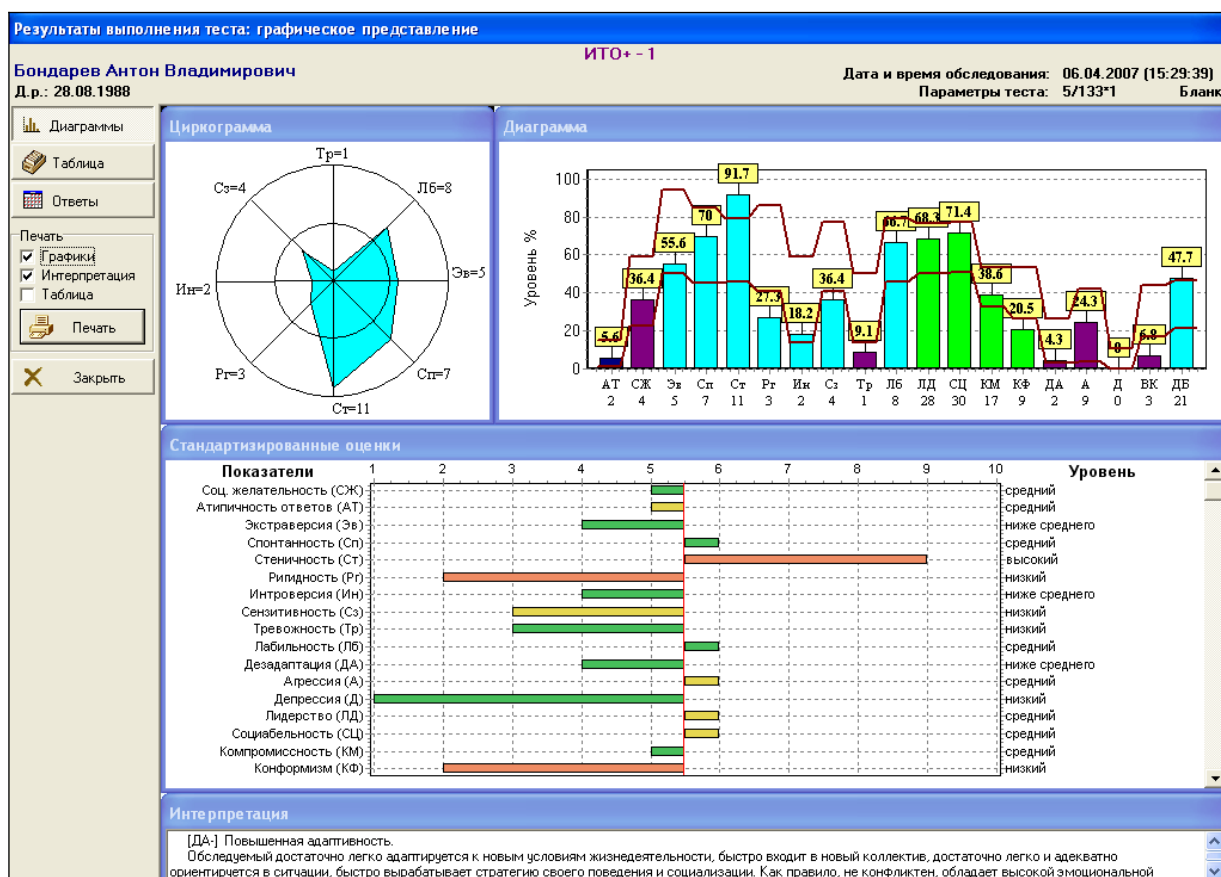 Результаты выполнения теста: графическое представление
ИТО+ - 1
Бондарев Антон Владимирович
Д.р.: 28.08.1988
Дата и время обследования: 06.04.2007 (15:29:39)
Параметры теста: 5/133*1 Бланк
Диаграммы
Таблица
Ответы
Печать
Графики
Интерпретация
Таблица
Печать
Закрыть
Циркограмма
Тр=1
Лб=8
Эв=5
Сп=7
Ст=11
Рг=3
Ин=2
Сз=4
Диаграмма
Уровень %
100
80
60
40
20
0
5.6 36.4 55.6 70 91.7 27.3 18.2 36.4 9.1 66.7 68.3 71.4 38.6 20.5 4.3 24.3 0 6.8 47.7
АТ СЖ Эв Сп Ст Рг Ин Сз Тр Лб ЛД СЦ КМ КФ ДА А Д ВК ДБ
2 4 5 7 11 3 2 4 1 8 28 30 17 9 2 9 0 3 21
Стандартизированные оценки
Показатели 1 2 3 4 5 6 7 8 9 10 Уровень
Соц. желательность (СЖ) средний
Атипичность ответов (АТ) средний
Экстраверсия (Эв) ниже среднего
Спонтанность (Сп) средний
Стеничность (Ст) высокий
Ригидность (Рг) низкий
Интроверсия (Ин) ниже среднего
Сензитивность (Сз) низкий
Тревожность (Тр) низкий
Лабильность (Лб) средний
Дезадаптация (ДА) ниже среднего
Агрессия (А) средний
Депрессия (Д) низкий
Лидерство (ЛД) средний
Социабельность (СЦ) средний
Компромиссность (КМ) средний
Конформизм (КФ) низкий
Интерпретация
[ДА-] Повышенная адаптивность.
Обследуемый достаточно легко адаптируется к новым условиям жизнедеятельности, быстро входит в новый коллектив, достаточно легко и адекватно
ориентируется в ситуации, быстро вырабатывает стратегию своего поведения и социализации. Как правило, не конфликтен, обладает высокой эмоциональной